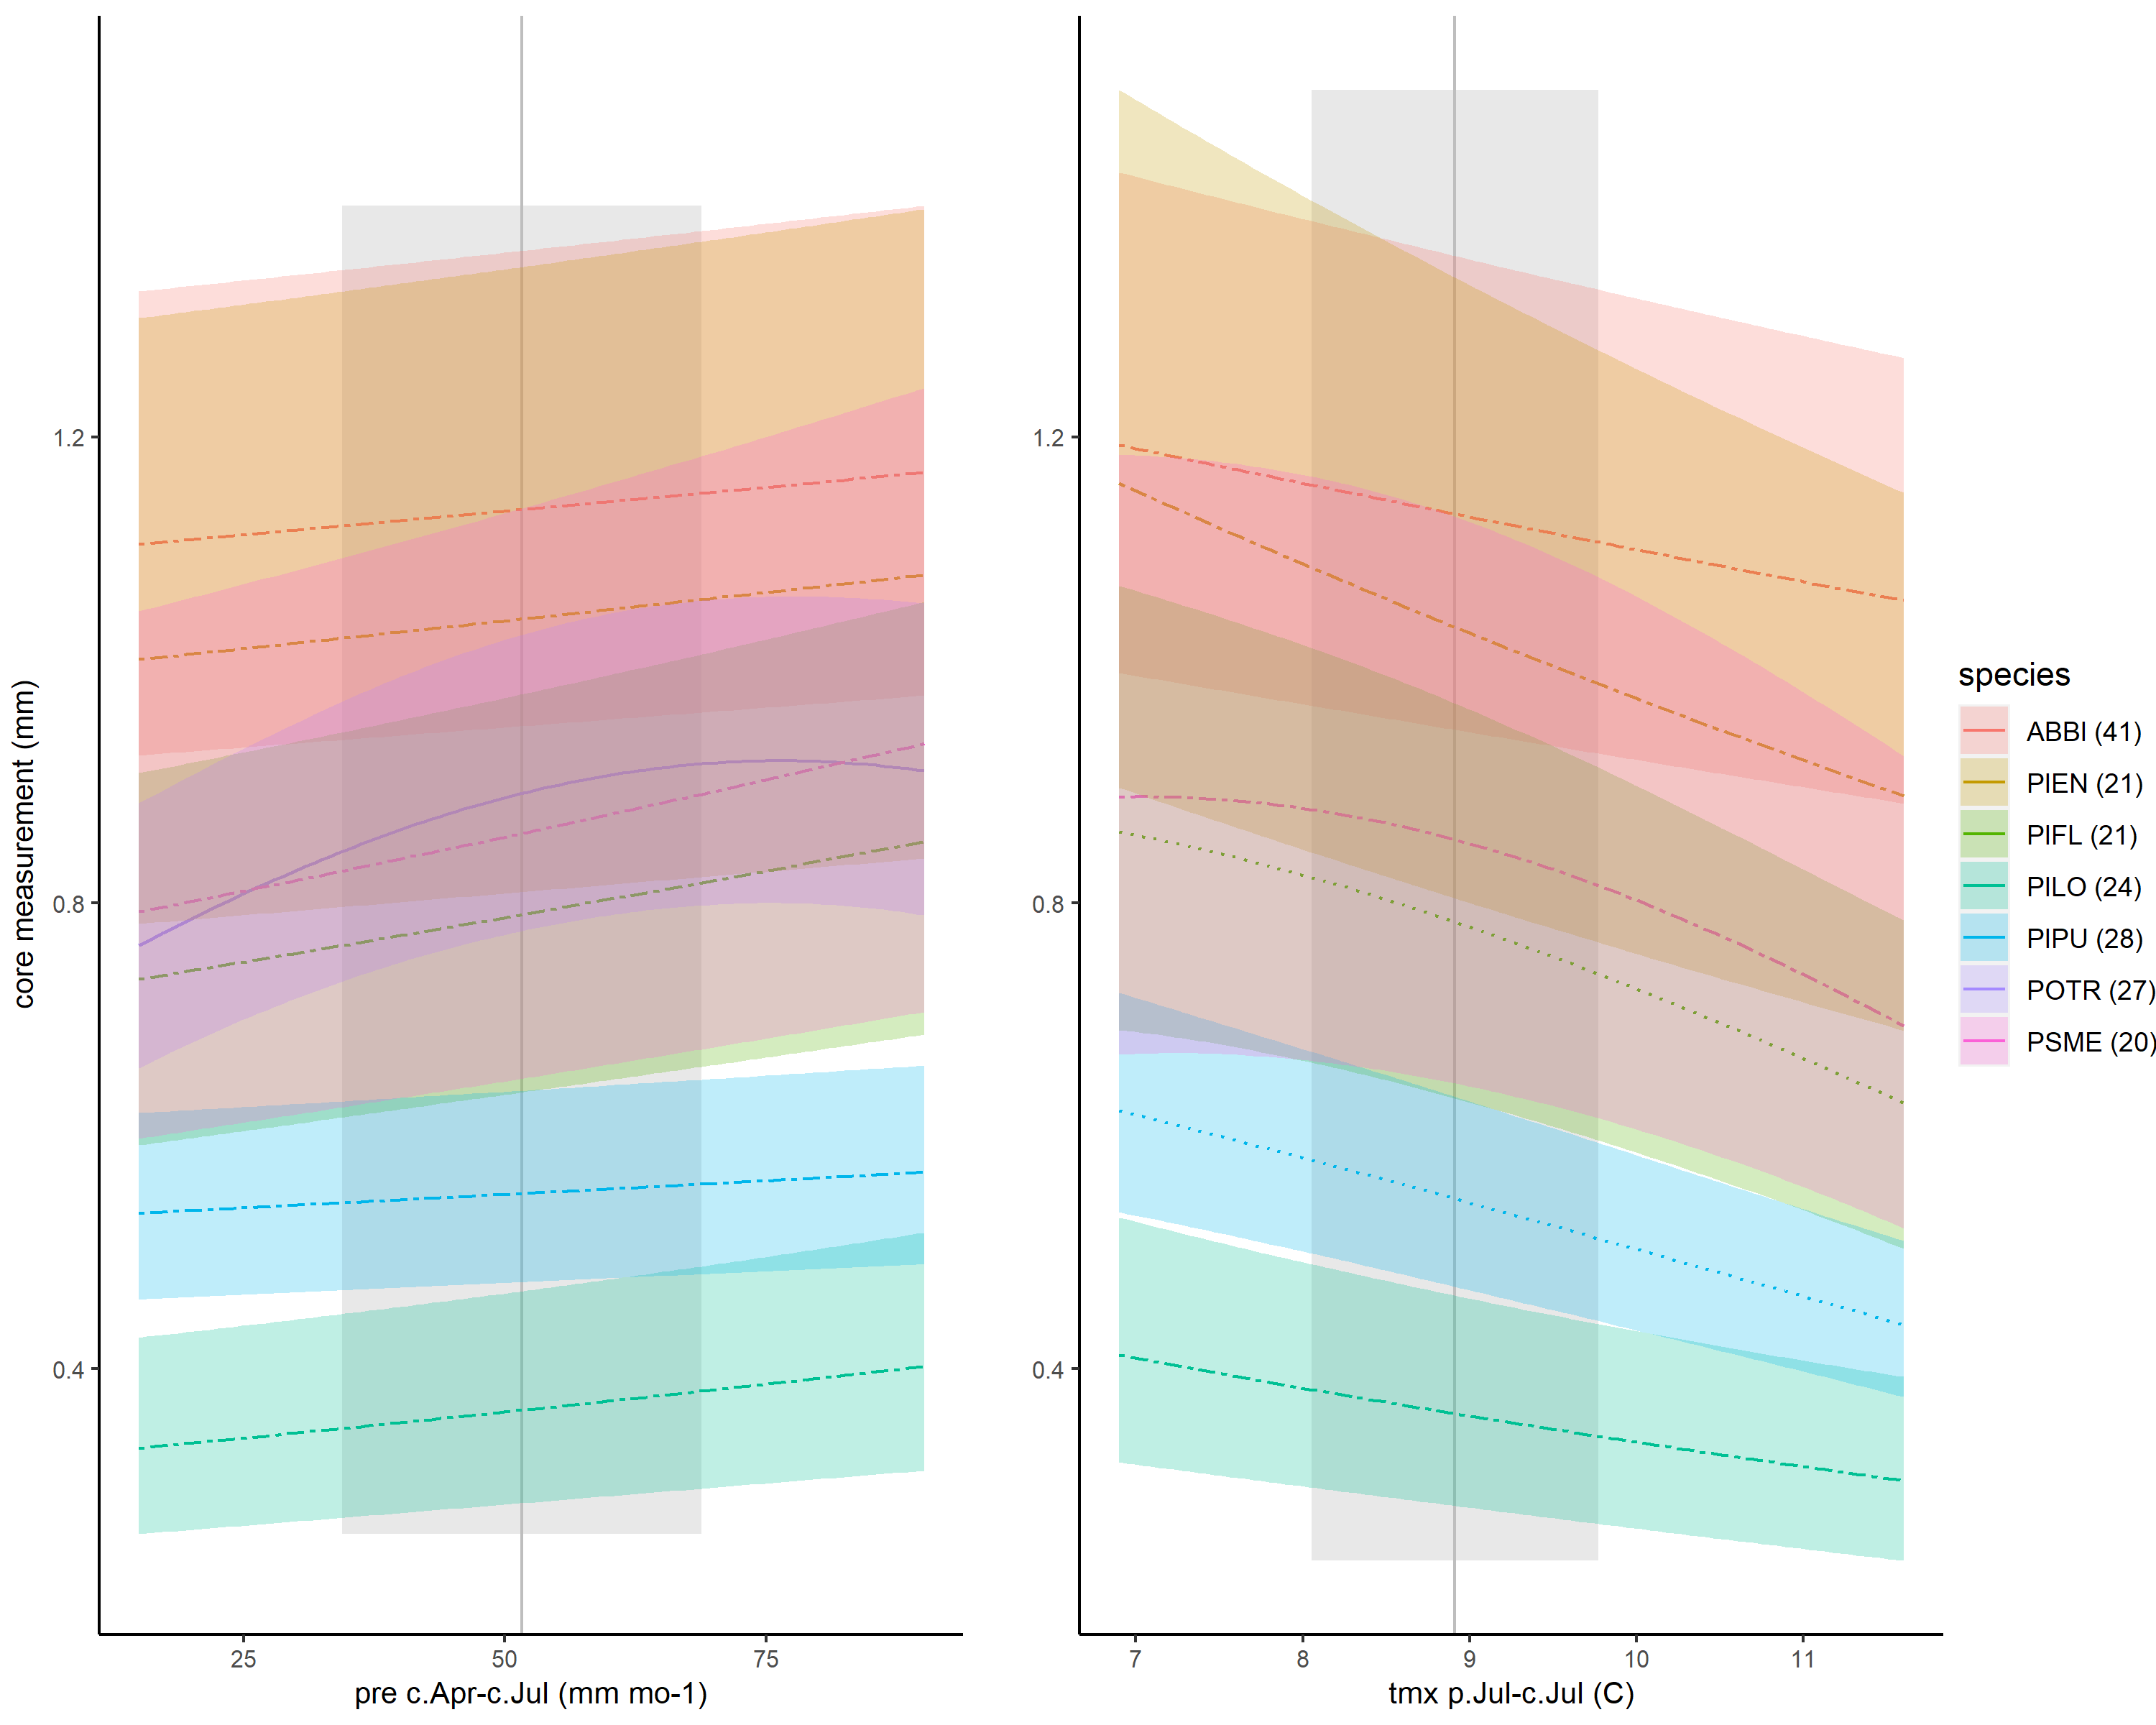 core measurement (mm)
1.2
0.8
0.4
25
50
75
pre c.Apr-c.Jul (mm mo-1)
1.2
0.8
0.4
7
8
9
10
11
tmx p.Jul-c.Jul (C)
species
ABBI (41)
PIEN (21)
PIFL (21)
PILO (24)
PIPU (28)
POTR (27)
PSME (20)